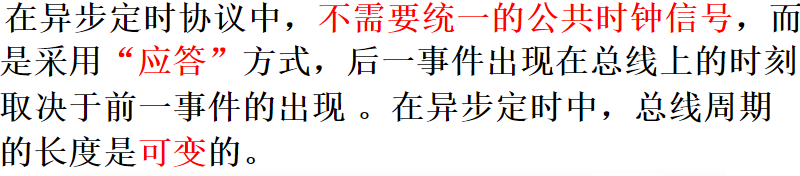 在异步定时协议中，不需要统一的公共时钟信号，而
是采用“应答”方式，后一事件出现在总线上的时刻
取决于前一事件的出现 。在异步定时中，总线周期
的长度是可变的。